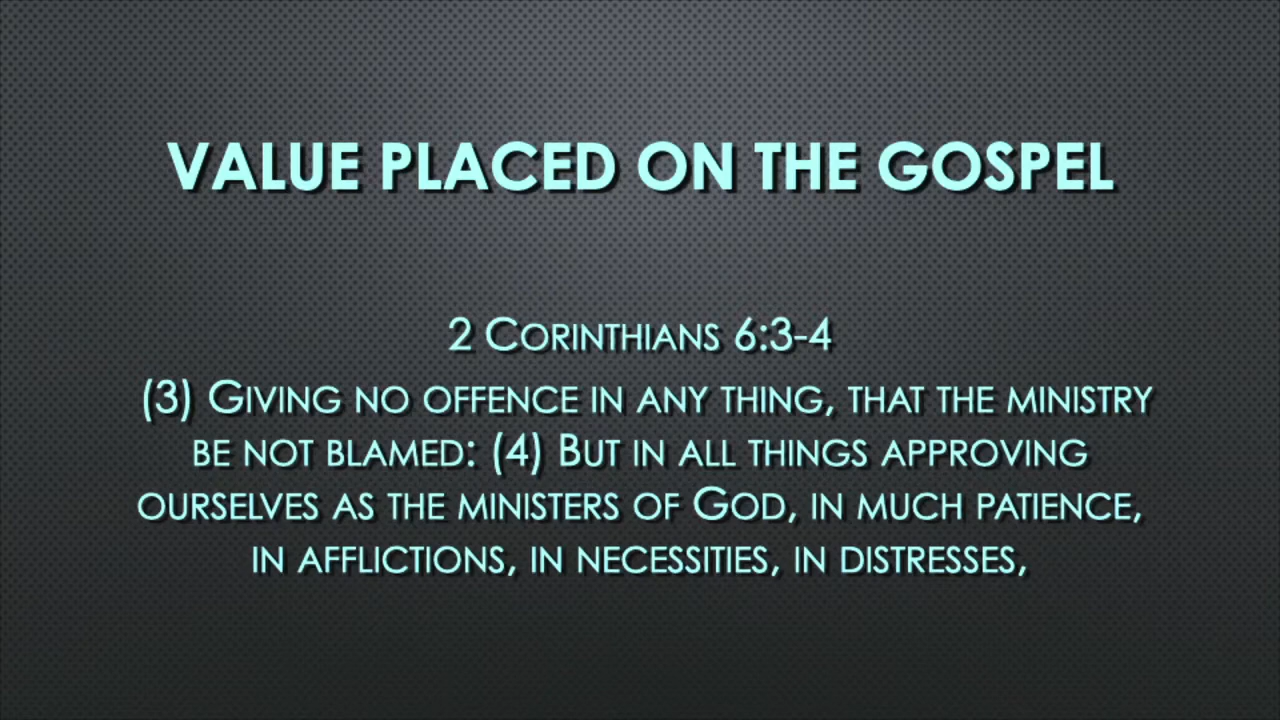 VALUE PLACED ON THE GOSPEL
2 Corinthians 6:3-4
(3) Giving no offence in any thing, that the ministry
be not blamed: (4) But in all things approving
ourselves as the ministers of God, in much patience,
in afflictions, in necessities, in distresses,